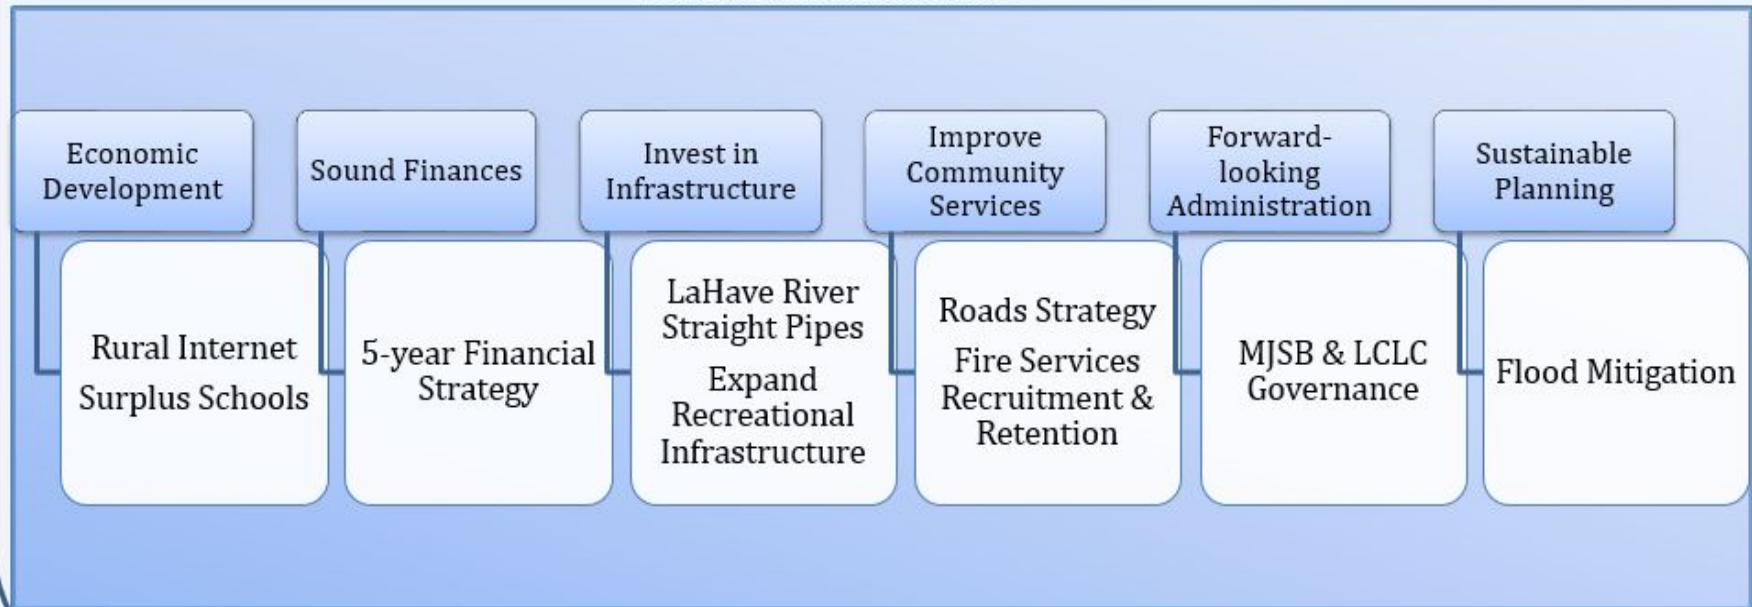 Economic
Development
Rural Internet
Surplus Schools
Sound Finances
5-year Financial
Strategy
Invest in
Infrastructure
LaHave River
Straight Pipes
Expand
Recreational
Infrastructure
Improve
Community
Services
Roads Strategy
Fire Services
Recruitment &
Retention
Forward-
looking
Administration
MJSB & LCLC
Governance
Sustainable
Planning
Flood Mitigation